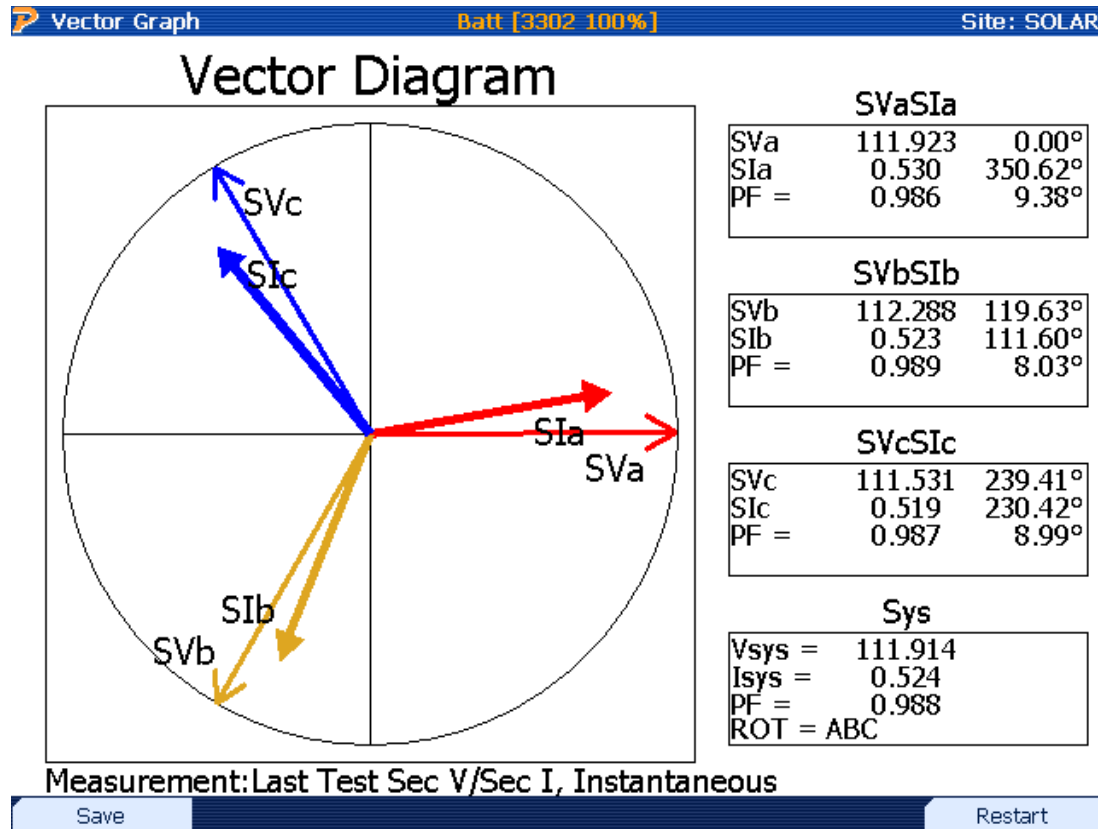 Vector Graph Batt [3302 100%] Site: SOLAR
Vector Diagram
SVc
SIc
SIa
SVa
SIb
SVb
SVaSIa
SVa 111.923 0.00°
SIa 0.530 350.62°
PF = 0.986 9.38°
SVbSIb
SVb 112.288 119.63°
SIb 0.523 111.60°
PF = 0.989 8.03°
SVcSIc
SVc 111.531 239.41°
SIc 0.519 230.42°
PF = 0.987 8.99°
Sys
Vsys = 111.914
Isys = 0.524
PF = 0.988
ROT = ABC
Measurement:Last Test Sec V/Sec I, Instantaneous
Save Restart